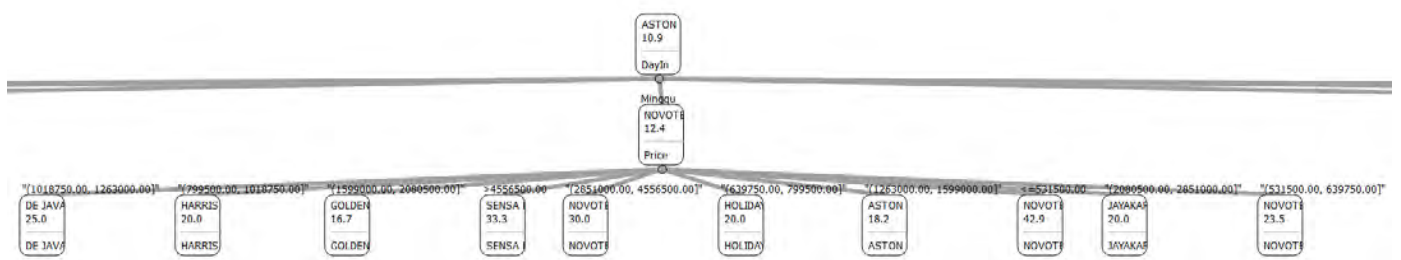 ASTON
10.9
DayIn
Minggu
NOVOTE
12.4
Price
"(1018750.00, 1263000.00]" "(799500.00, 1018750.00]" "(1599000.00, 2080500.00]" >4556500.00 "(2851000.00, 4556500.00]" "(639750.00, 799500.00]" "(1263000.00, 1599000.00]" <=531500.00 "(2080500.00, 2851000.00]" "(531500.00, 639750.00]"
DE JAVA HARRIS GOLDEN SENSA NOVOTE HOLIDAY ASTON NOVOTE JAYAKAR NOVOTE
25.0 20.0 16.7 33.3 30.0 20.0 18.2 42.9 20.0 23.5
DE JAVA HARRIS GOLDEN SENSA NOVOTE HOLIDAY ASTON NOVOTE JAYAKAR NOVOTE